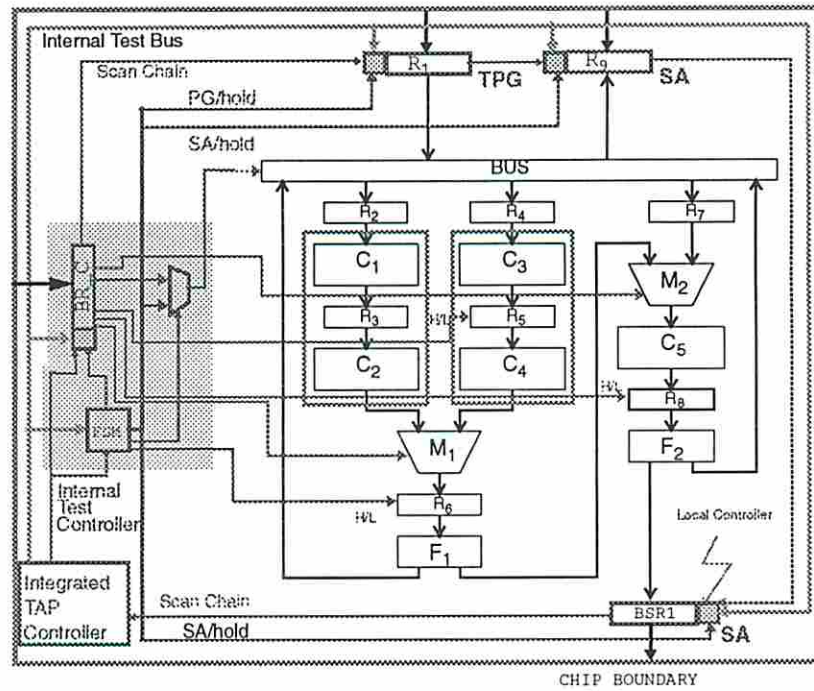 Internal Test Bus
Scan Chain
R1
TPG
R9
SA
PG/hold
SA/hold
BUS
R2
R4
R7
C1
C3
M2
BR_C
R3
H/L
R5
C5
C2
C4
H/L
R8
FSM
M1
F2
Internal
Test
Controller
H/L
R6
Local Controller
F1
Integrated
TAP
Controller
Scan Chain
BSR1
SA/hold
SA
CHIP BOUNDARY